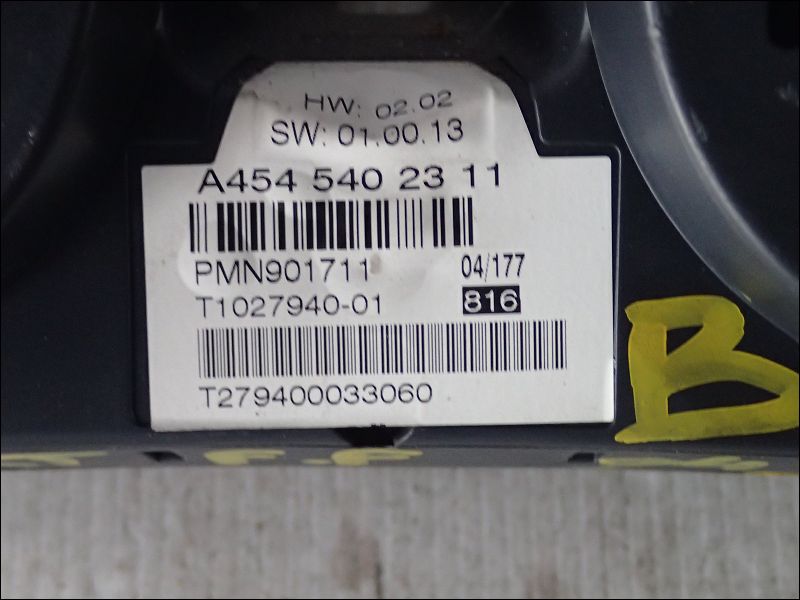 HW: 02.02
SW: 01.00.13
A454 540 23 11
PMN901711 04/177
T1027940-01 816
T279400033060
B